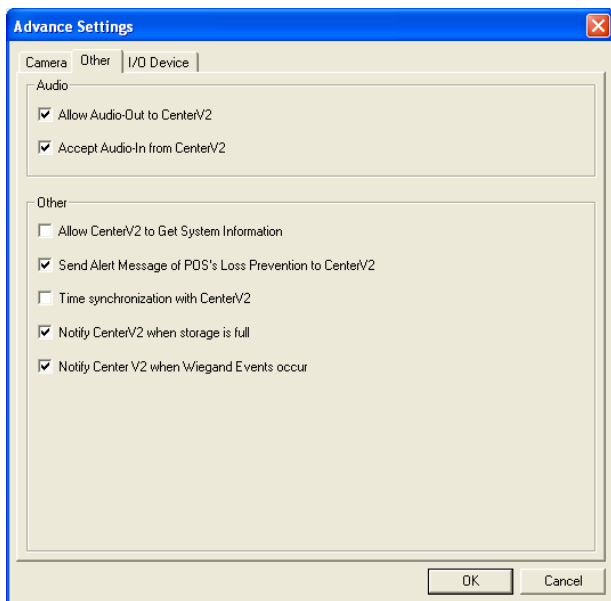 Advance Settings
Camera Other I/O Device
Audio
Allow Audio-Out to CenterV2
Accept Audio-In from CenterV2
Other
Allow CenterV2 to Get System Information
Send Alert Message of POS's Loss Prevention to CenterV2
Time synchronization with CenterV2
Notify CenterV2 when storage is full
Notify Center V2 when Wiegand Events occur
OK Cancel